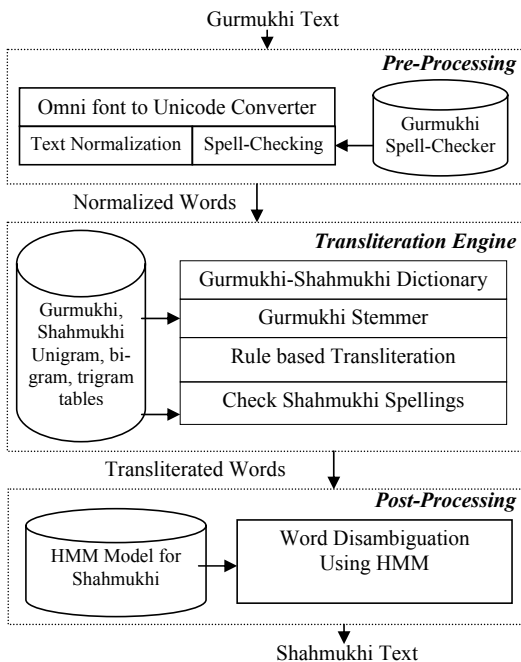 Gurmukhi Text
Pre-Processing
Omni font to Unicode Converter
Text Normalization
Spell-Checking
Gurmukhi
Spell-Checker
Normalized Words
Transliteration Engine
Gurmukhi,
Shahmukhi
Unigram, bi-
gram, trigram
tables
Gurmukhi-Shahmukhi Dictionary
Gurmukhi Stemmer
Rule based Transliteration
Check Shahmukhi Spellings
Transliterated Words
Post-Processing
HMM Model for
Shahmukhi
Word Disambiguation
Using HMM
Shahmukhi Text